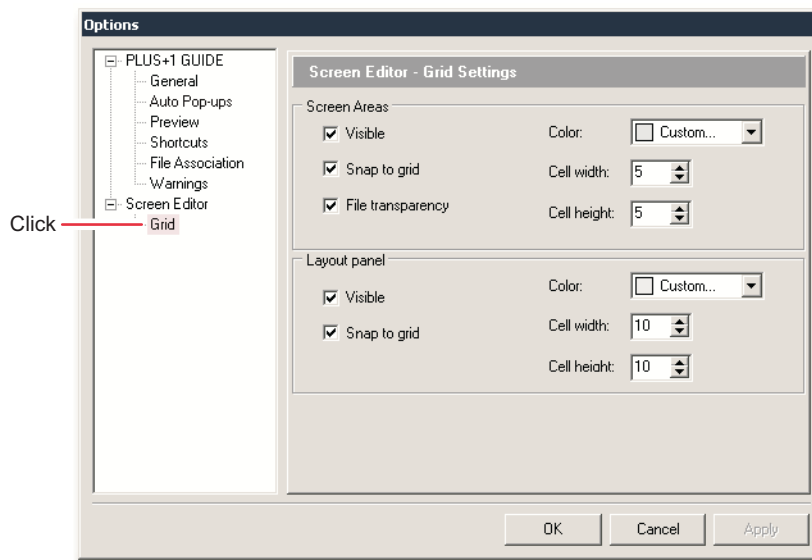 Options
PLUS+1 GUIDE
General
Auto Pop-ups
Preview
Shortcuts
File Association
Warnings
Screen Editor
Grid
Click
Screen Editor - Grid Settings
Screen Areas
Visible
Color: Custom...
Snap to grid
Cell width: 5
File transparency
Cell height: 5
Layout panel
Visible
Color: Custom...
Snap to grid
Cell width: 10
Cell height: 10
OK
Cancel
Apply